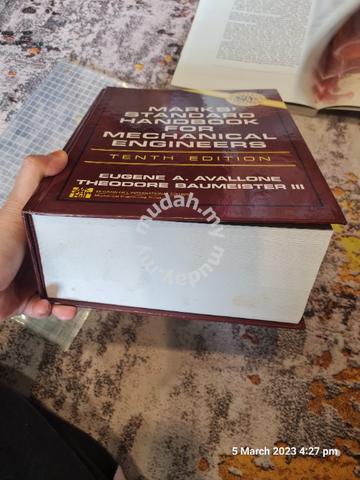 MARKS'
STANDARD
HANDBOOK
FOR
MECHANICAL
ENGINEERS
TENTH EDITION
EUGENE A. AVALLONE
THEODORE BAUMEISTER III
mudah.my
mudah.my
5 March 2023 4:27 pm